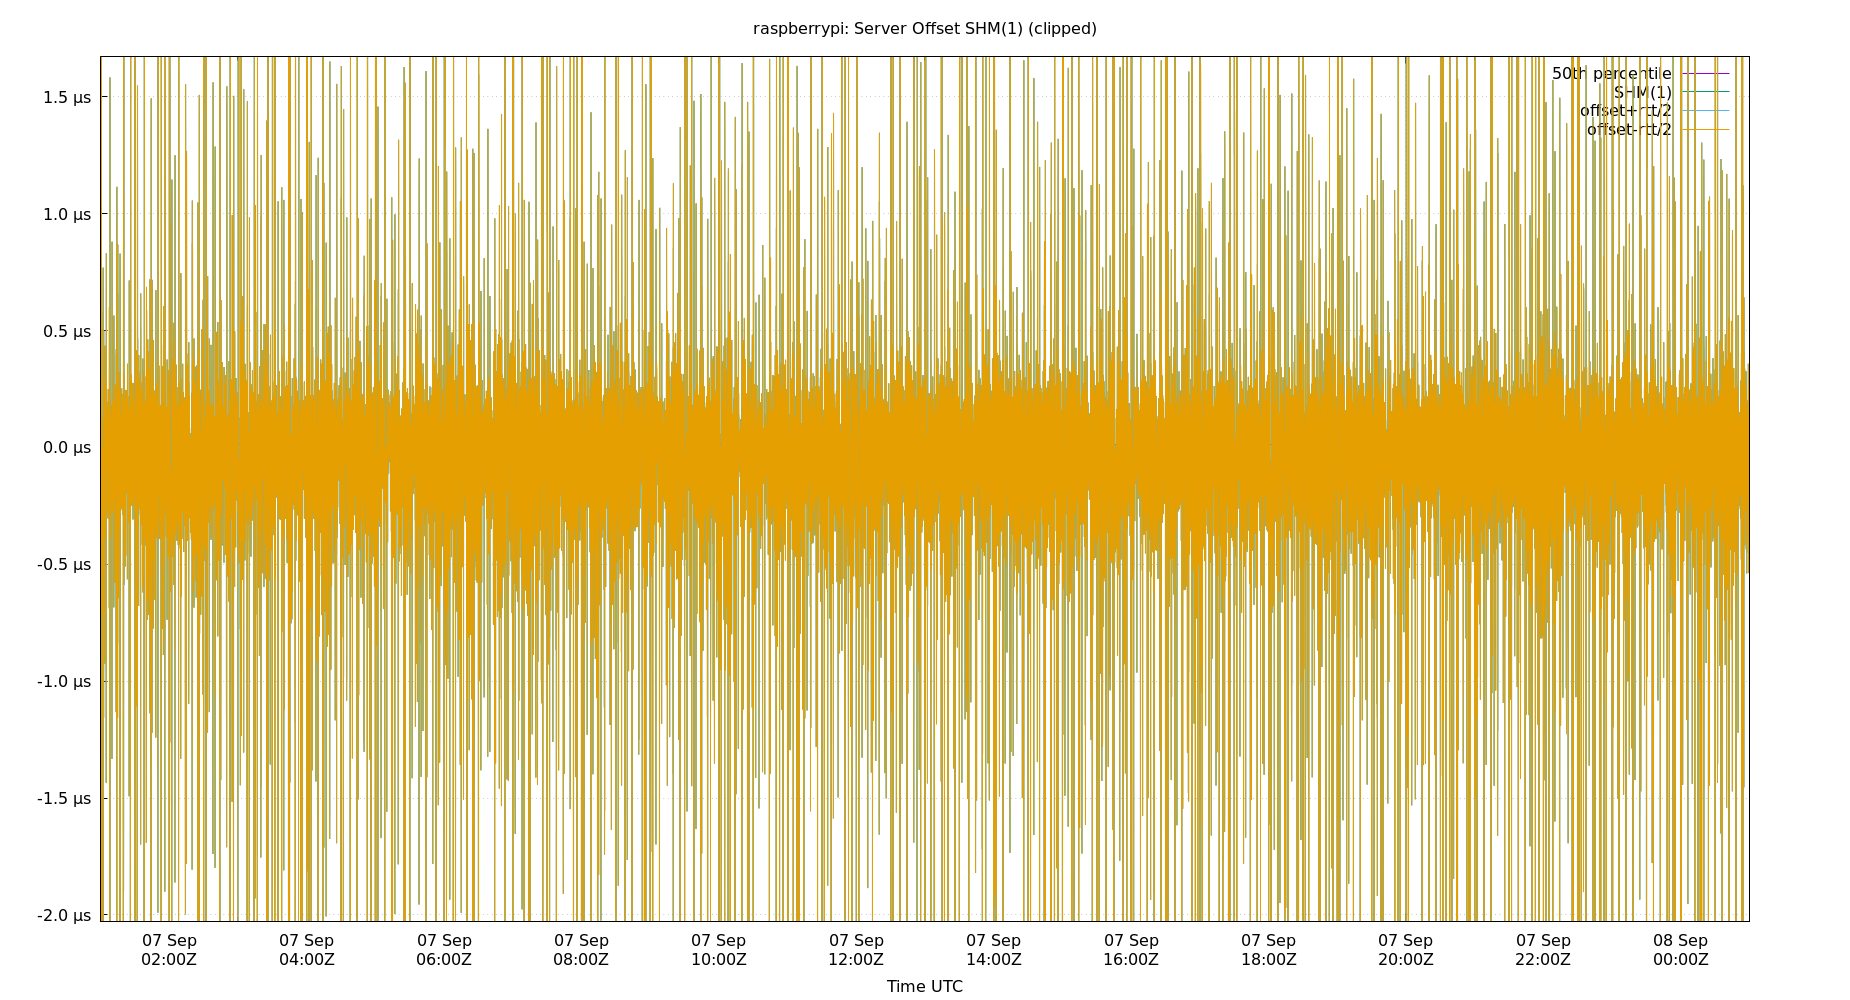 raspberrypi: Server Offset SHM(1) (clipped)
50th percentile
SHM(1)
offset+rtt/2
offset-rtt/2
1.5 µs
1.0 µs
0.5 µs
0.0 µs
-0.5 µs
-1.0 µs
-1.5 µs
-2.0 µs
07 Sep 07 Sep 07 Sep 07 Sep 07 Sep 07 Sep 07 Sep 07 Sep 07 Sep 07 Sep 07 Sep 08 Sep
02:00Z 04:00Z 06:00Z 08:00Z 10:00Z 12:00Z 14:00Z 16:00Z 18:00Z 20:00Z 22:00Z 00:00Z
Time UTC